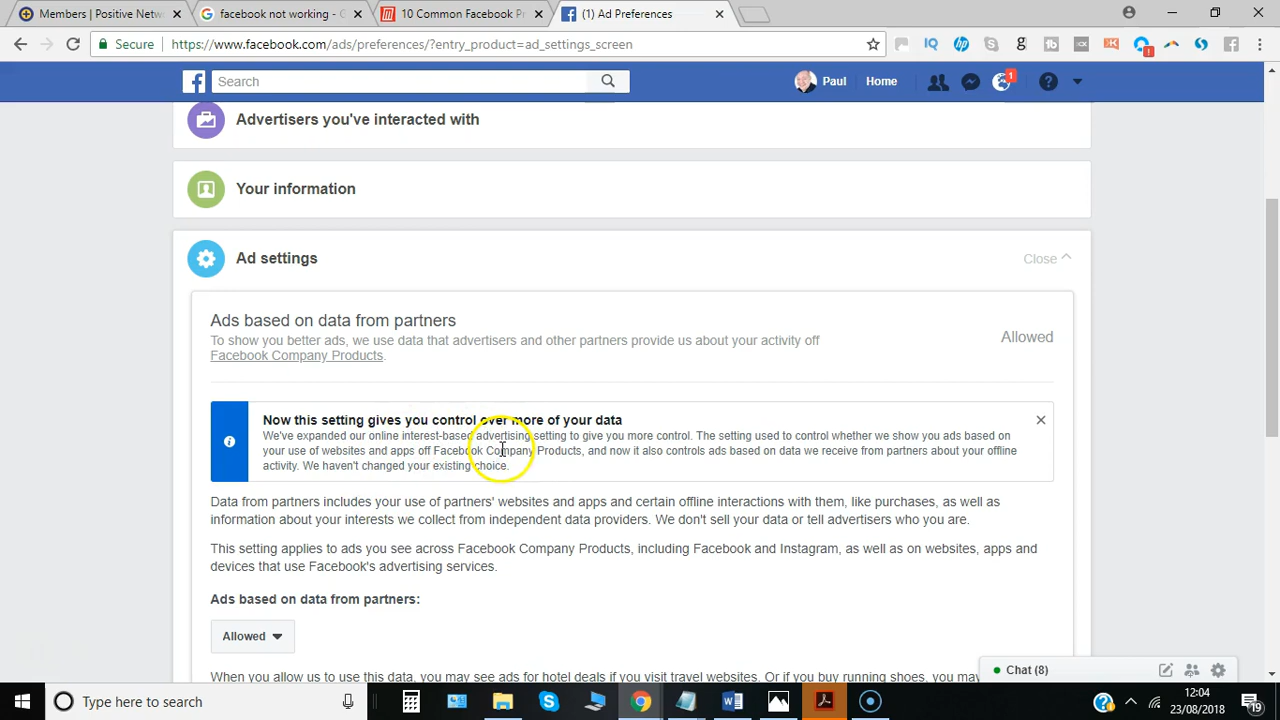 Members | Positive Netw
facebook not working - G
10 Common Facebook Pr
(1) Ad Preferences
Secure
https://www.facebook.com/ads/preferences/?entry_product=ad_settings_screen
Search
Paul
Home
1
Advertisers you've interacted with
Your information
Ad settings
Close
Ads based on data from partners
To show you better ads, we use data that advertisers and other partners provide us about your activity off
Facebook Company Products.
Allowed
Now this setting gives you control over more of your data
We've expanded our online interest-based advertising setting to give you more control. The setting used to control whether we show you ads based on
your use of websites and apps off Facebook Company Products, and now it also controls ads based on data we receive from partners about your offline
activity. We haven't changed your existing choice.
Data from partners includes your use of partners' websites and apps and certain offline interactions with them, like purchases, as well as
information about your interests we collect from independent data providers. We don't sell your data or tell advertisers who you are.
This setting applies to ads you see across Facebook Company Products, including Facebook and Instagram, as well as on websites, apps and
devices that use Facebook's advertising services.
Ads based on data from partners:
Allowed
When you allow us to use this data, you may see ads for hotel deals if you visit travel websites. Or if you buy running shoes, you may
Chat (8)
Type here to search
12:04
23/08/2018
19